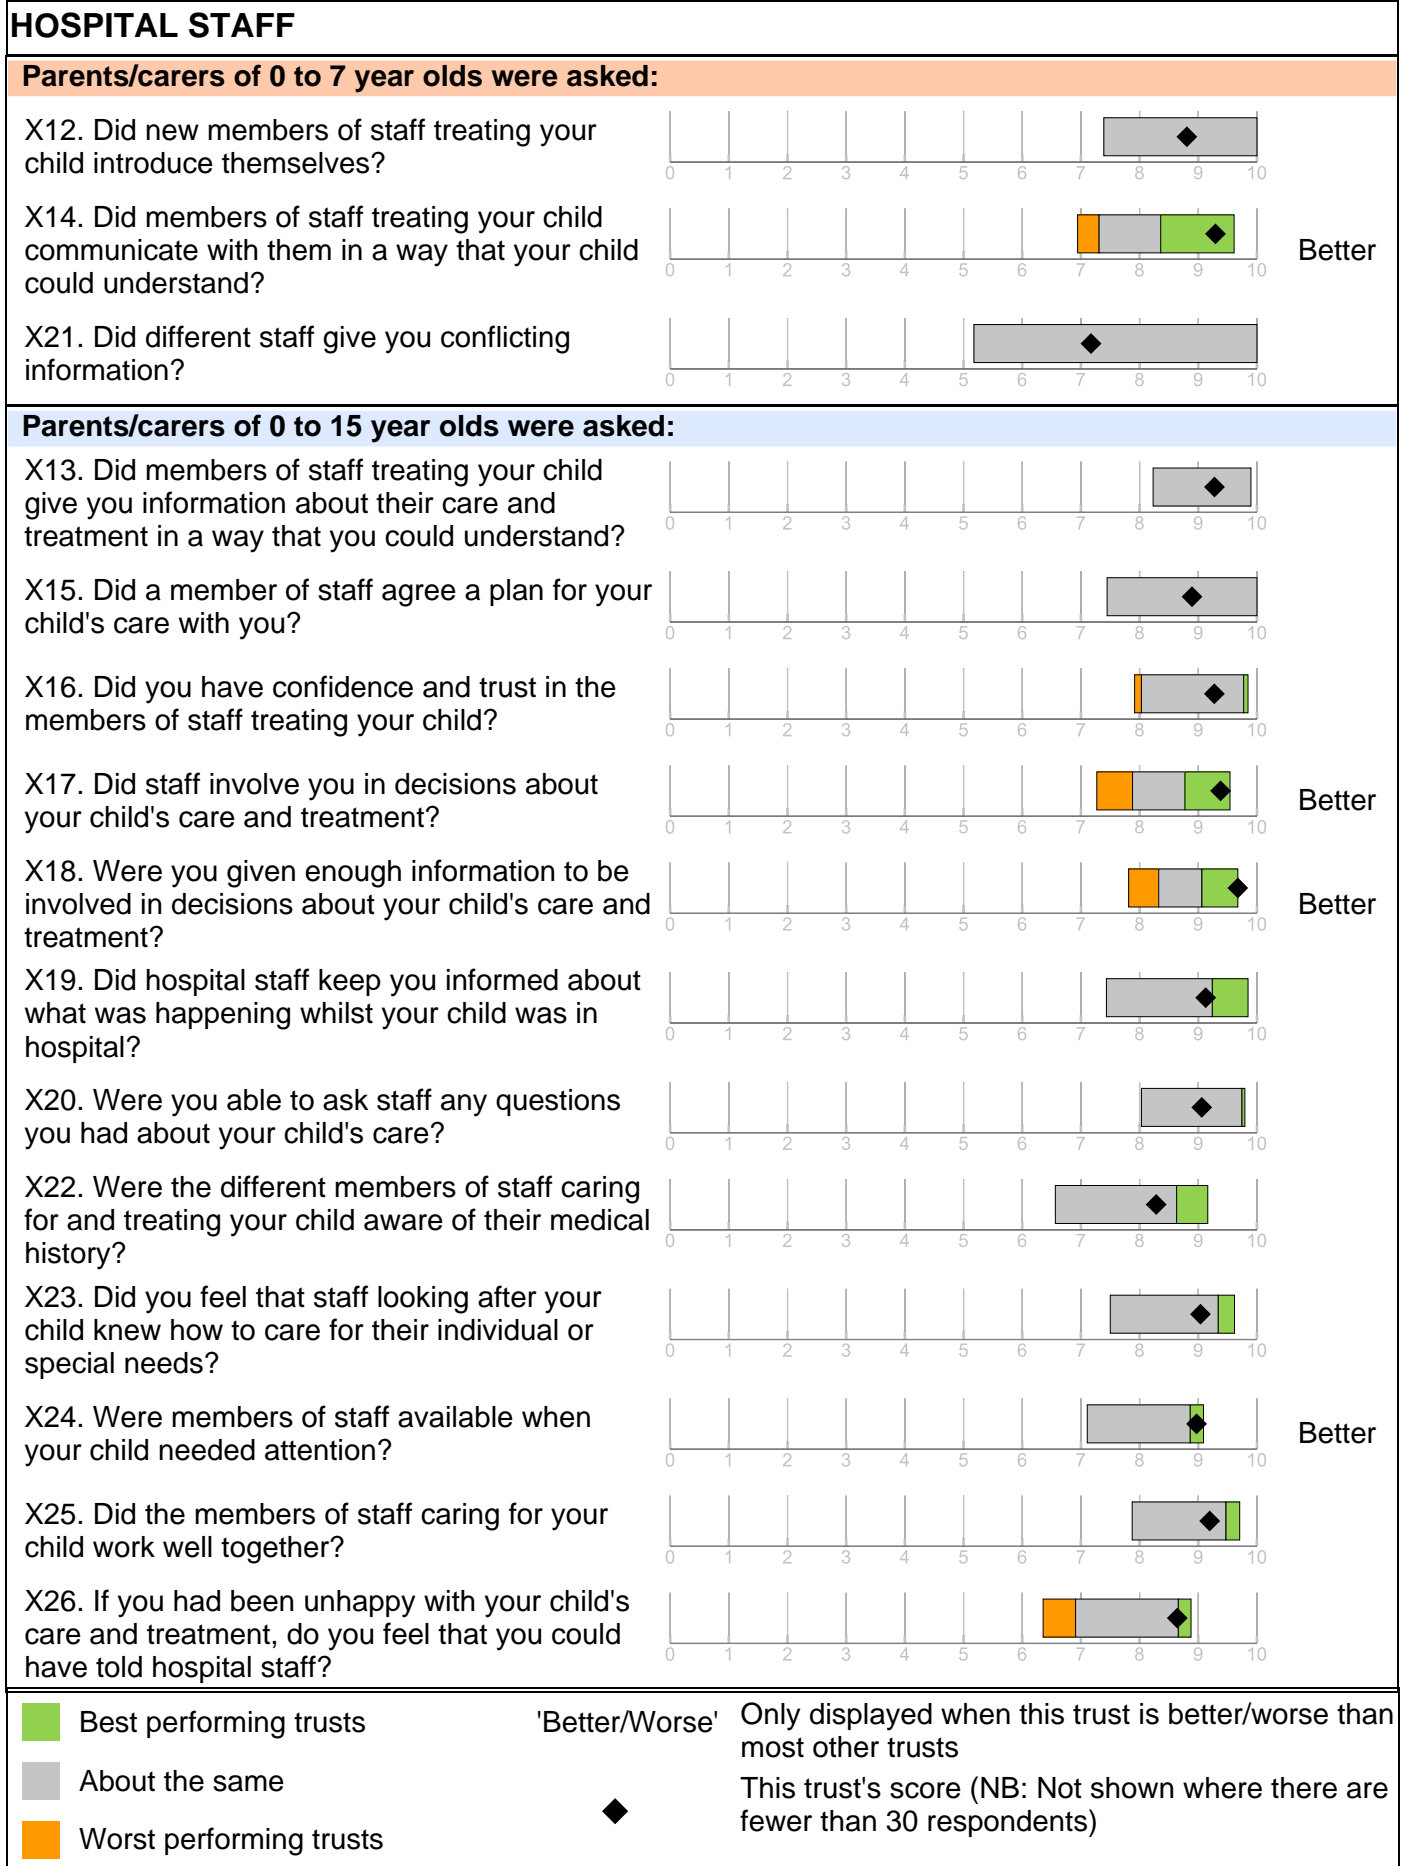 HOSPITAL STAFF
Parents/carers of 0 to 7 year olds were asked:
X12. Did new members of staff treating your
child introduce themselves?
0 1 2 3 4 5 6 7 8 9 10
X14. Did members of staff treating your child
communicate with them in a way that your child
could understand?
0 1 2 3 4 5 6 7 8 9 10
Better
X21. Did different staff give you conflicting
information?
0 1 2 3 4 5 6 7 8 9 10
Parents/carers of 0 to 15 year olds were asked:
X13. Did members of staff treating your child
give you information about their care and
treatment in a way that you could understand?
0 1 2 3 4 5 6 7 8 9 10
X15. Did a member of staff agree a plan for your
child's care with you?
0 1 2 3 4 5 6 7 8 9 10
X16. Did you have confidence and trust in the
members of staff treating your child?
0 1 2 3 4 5 6 7 8 9 10
X17. Did staff involve you in decisions about
your child's care and treatment?
0 1 2 3 4 5 6 7 8 9 10
Better
X18. Were you given enough information to be
involved in decisions about your child's care and
treatment?
0 1 2 3 4 5 6 7 8 9 10
Better
X19. Did hospital staff keep you informed about
what was happening whilst your child was in
hospital?
0 1 2 3 4 5 6 7 8 9 10
X20. Were you able to ask staff any questions
you had about your child's care?
0 1 2 3 4 5 6 7 8 9 10
X22. Were the different members of staff caring
for and treating your child aware of their medical
history?
0 1 2 3 4 5 6 7 8 9 10
X23. Did you feel that staff looking after your
child knew how to care for their individual or
special needs?
0 1 2 3 4 5 6 7 8 9 10
X24. Were members of staff available when
your child needed attention?
0 1 2 3 4 5 6 7 8 9 10
Better
X25. Did the members of staff caring for your
child work well together?
0 1 2 3 4 5 6 7 8 9 10
X26. If you had been unhappy with your child's
care and treatment, do you feel that you could
have told hospital staff?
0 1 2 3 4 5 6 7 8 9 10
Best performing trusts
About the same
Worst performing trusts
'Better/Worse'
Only displayed when this trust is better/worse than
most other trusts
This trust's score (NB: Not shown where there are
fewer than 30 respondents)